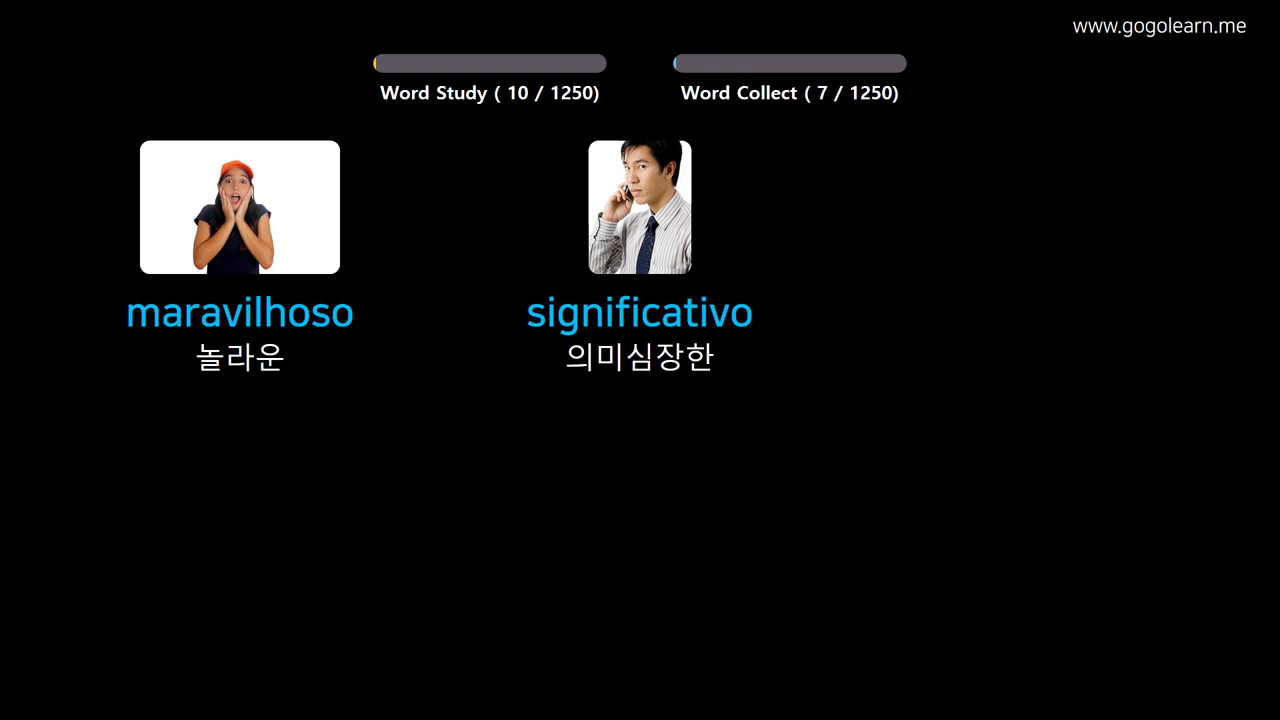 www.gogolearn.me
Word Study ( 10 / 1250)
Word Collect ( 7 / 1250)
maravilhoso
놀라운
significativo
의미심장한